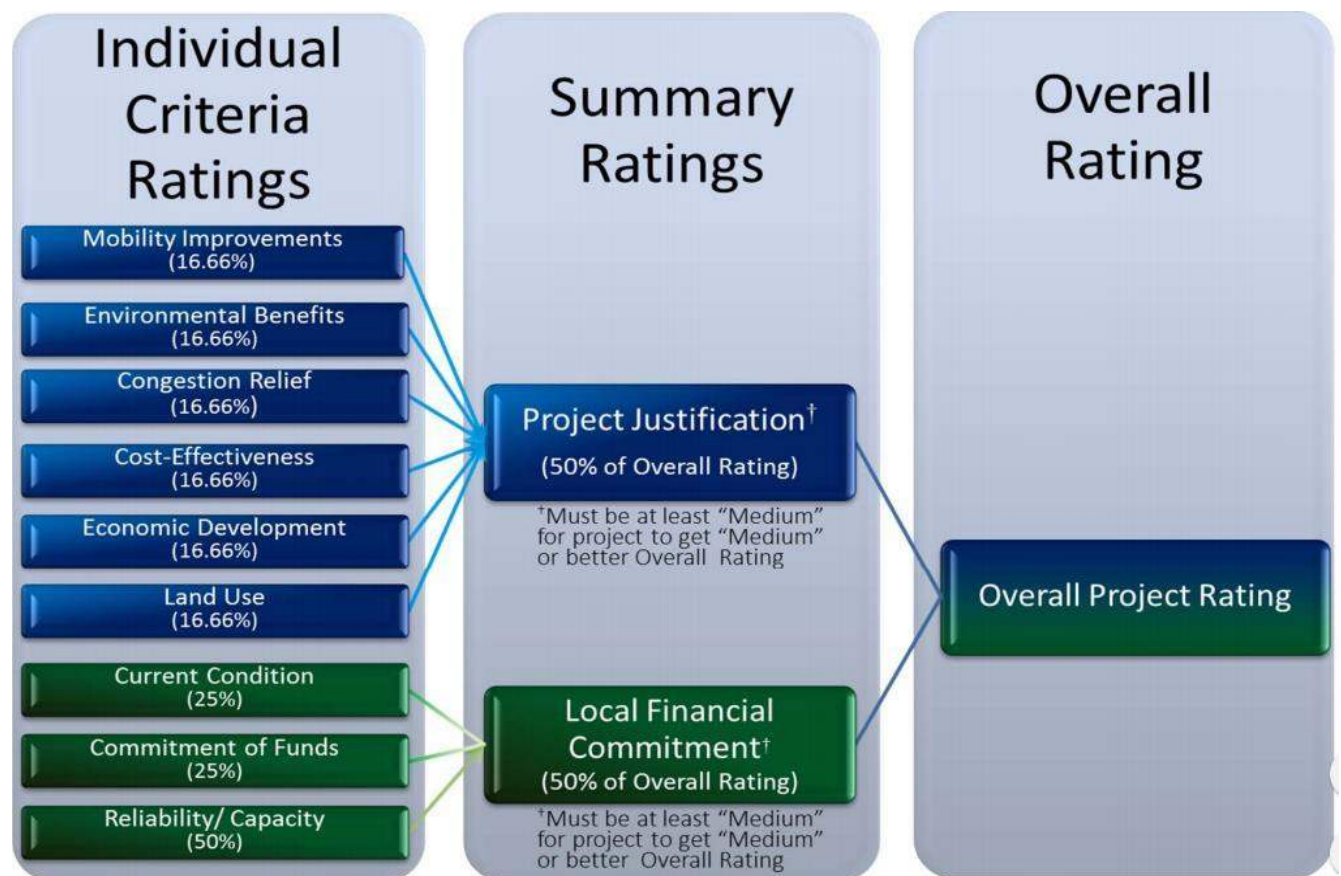 Individual
Criteria
Ratings
Mobility Improvements
(16.66%)
Environmental Benefits
(16.66%)
Congestion Relief
(16.66%)
Cost-Effectiveness
(16.66%)
Economic Development
(16.66%)
Land Use
(16.66%)
Current Condition
(25%)
Commitment of Funds
(25%)
Reliability/ Capacity
(50%)
Summary
Ratings
Project Justification†
(50% of Overall Rating)
†Must be at least “Medium”
for project to get “Medium”
or better Overall Rating
Local Financial
Commitment†
(50% of Overall Rating)
†Must be at least “Medium”
for project to get “Medium”
or better Overall Rating
Overall
Rating
Overall Project Rating